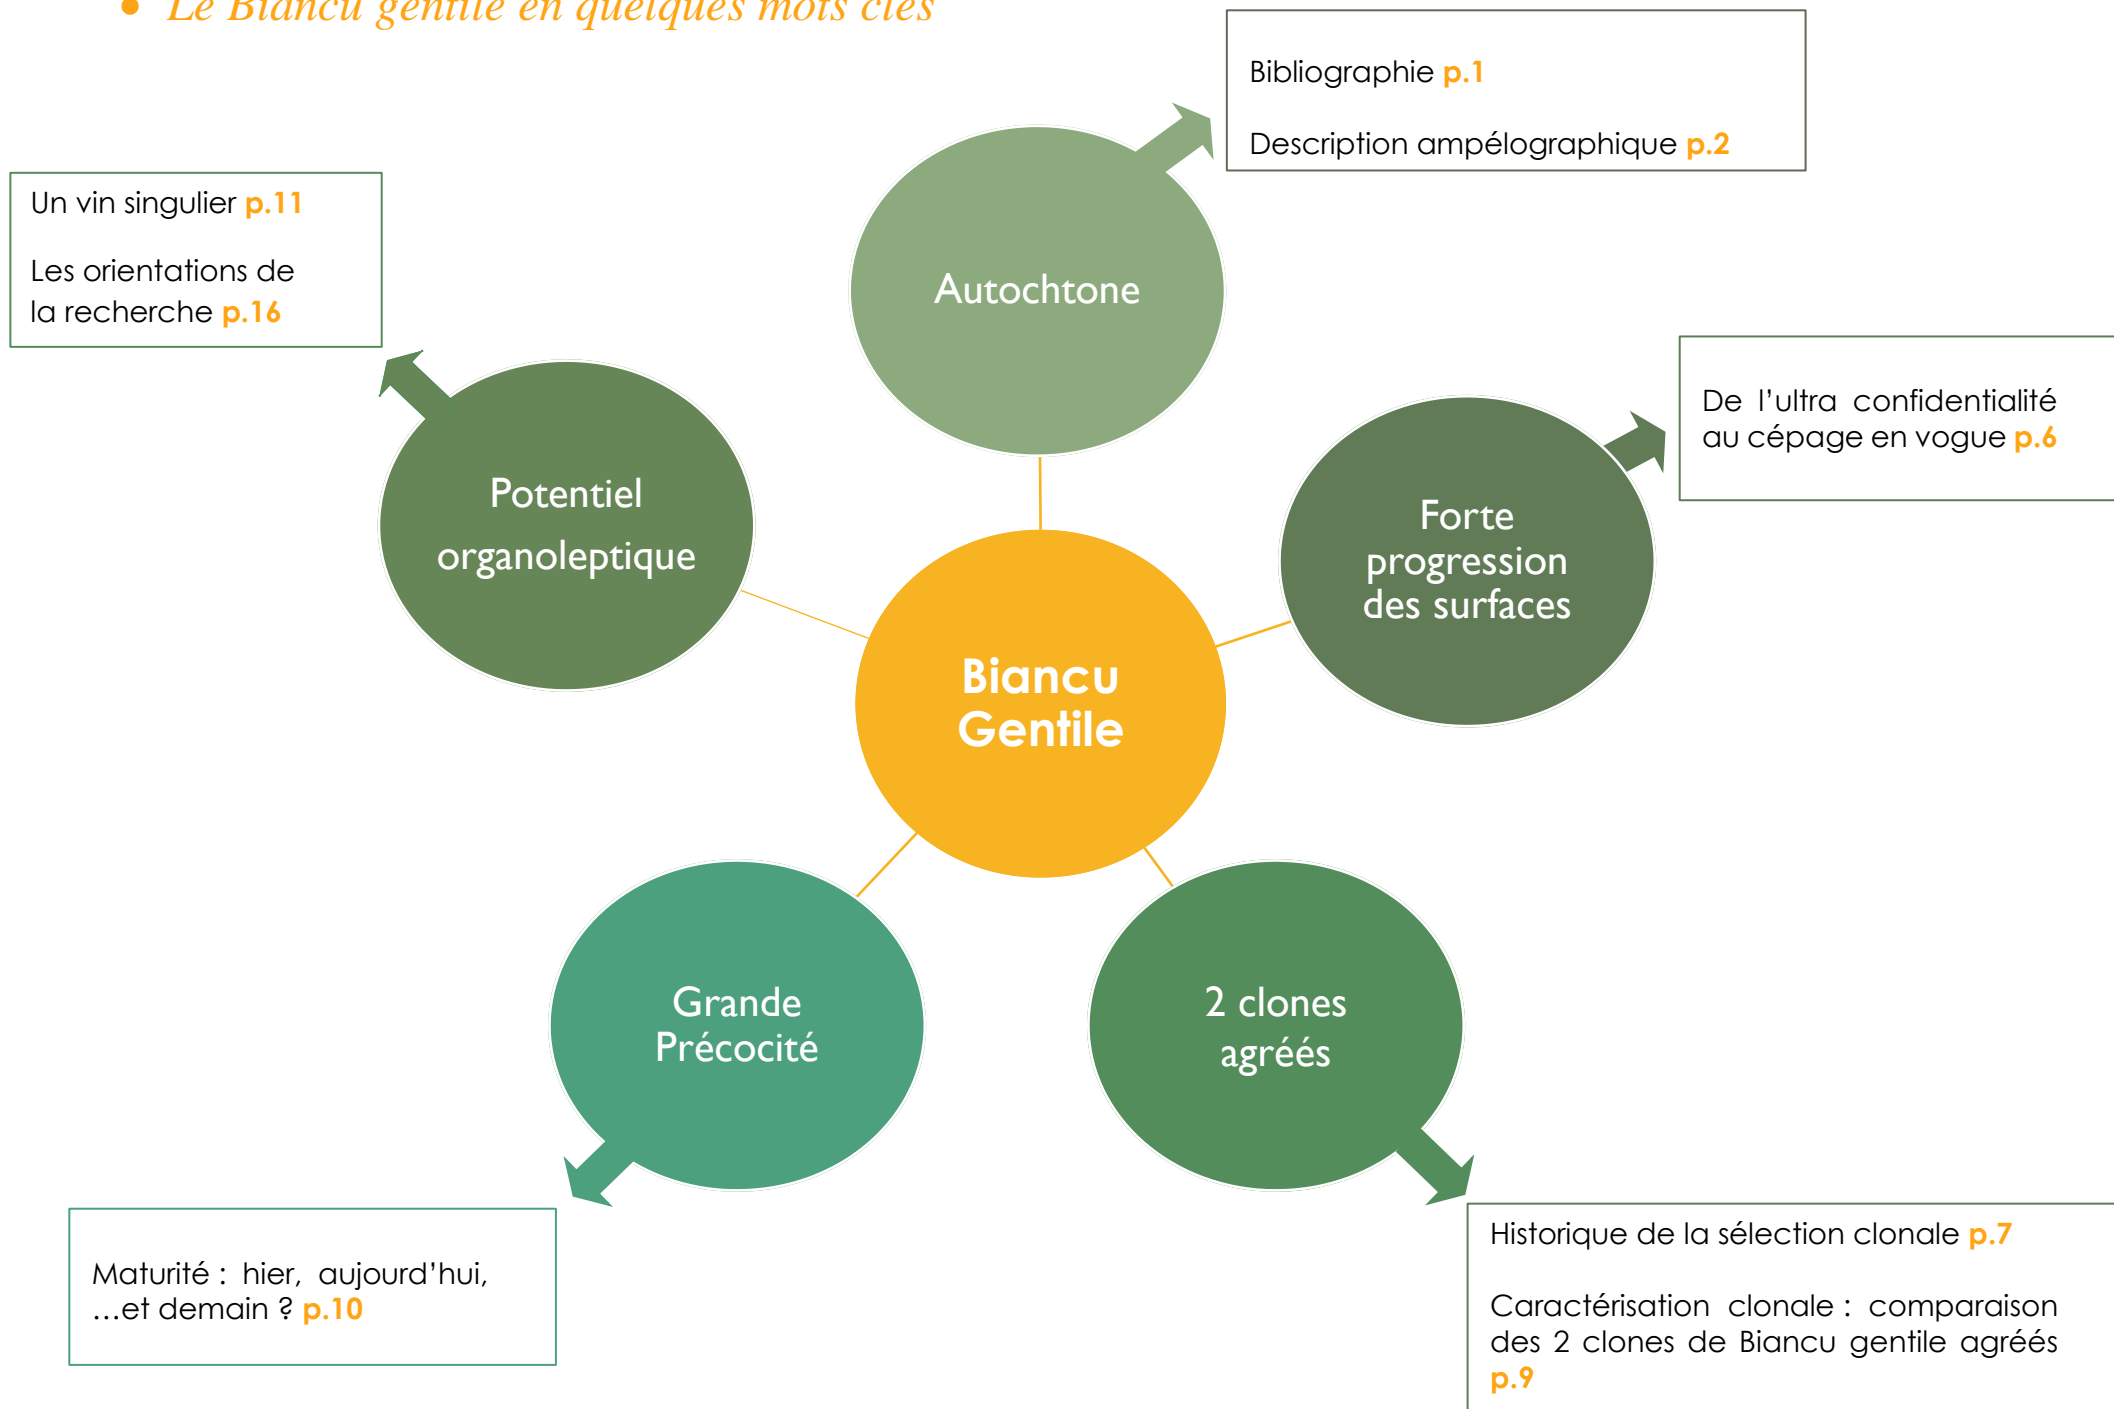 • Le Biancu gentile en quelques mots clés
Bibliographie p.1
Description ampélographique p.2
Autochtone
Un vin singulier p.11
Les orientations de
la recherche p.16
Potentiel
organoleptique
De l’ultra confidentialité
au cépage en vogue p.6
Forte
progression
des surfaces
Biancu
Gentile
Grande
Précocité
2 clones
agréés
Maturité : hier, aujourd’hui,
…et demain ? p.10
Historique de la sélection clonale p.7
Caractérisation clonale : comparaison
des 2 clones de Biancu gentile agréés
p.9